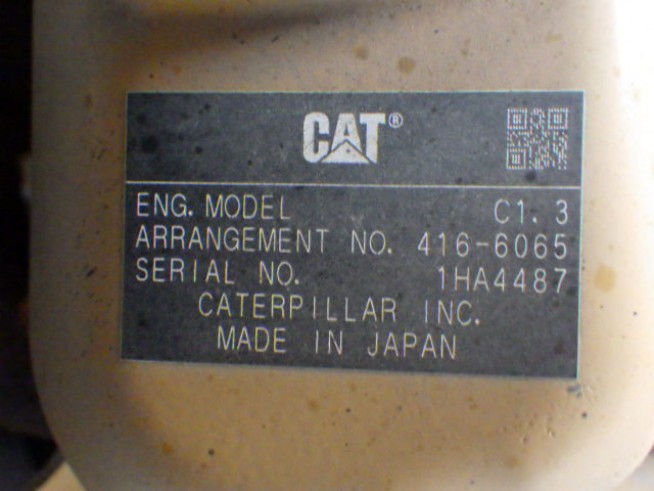 CAT®
ENG. MODEL C1.3
ARRANGEMENT NO. 416-6065
SERIAL NO. 1HA4487
CATERPILLAR INC.
MADE IN JAPAN